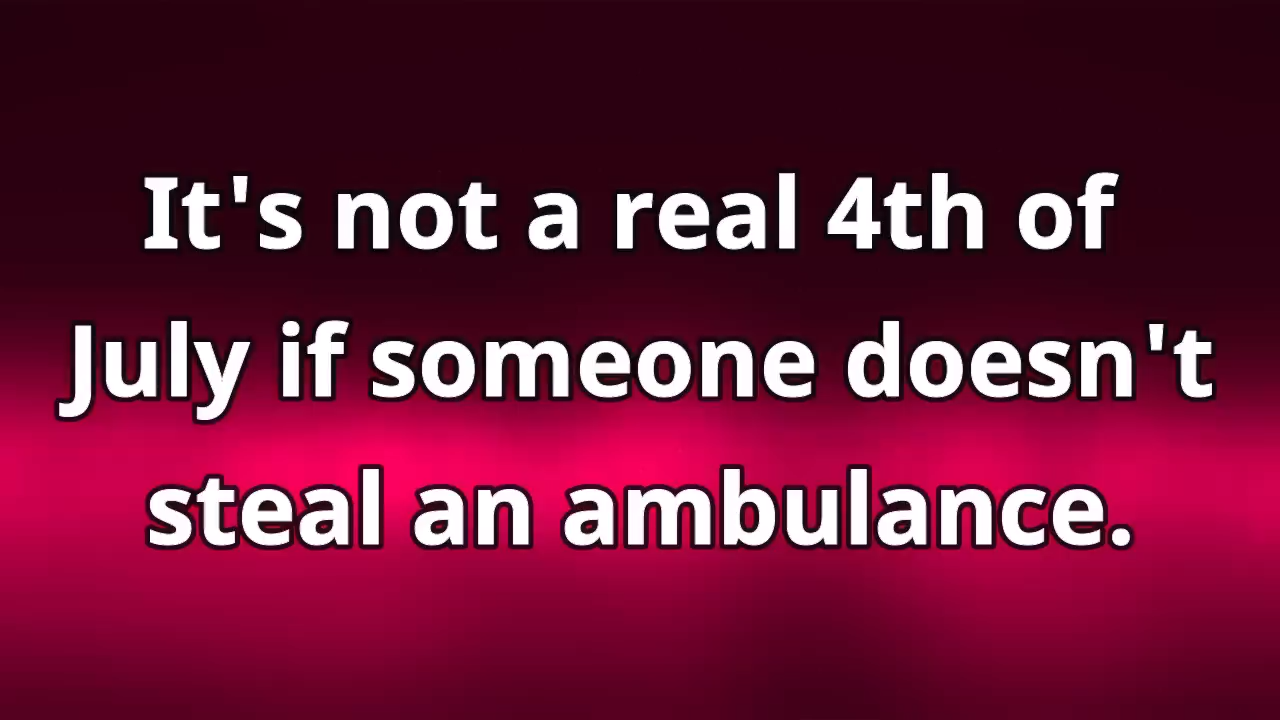 It's not a real 4th of
July if someone doesn't
steal an ambulance.